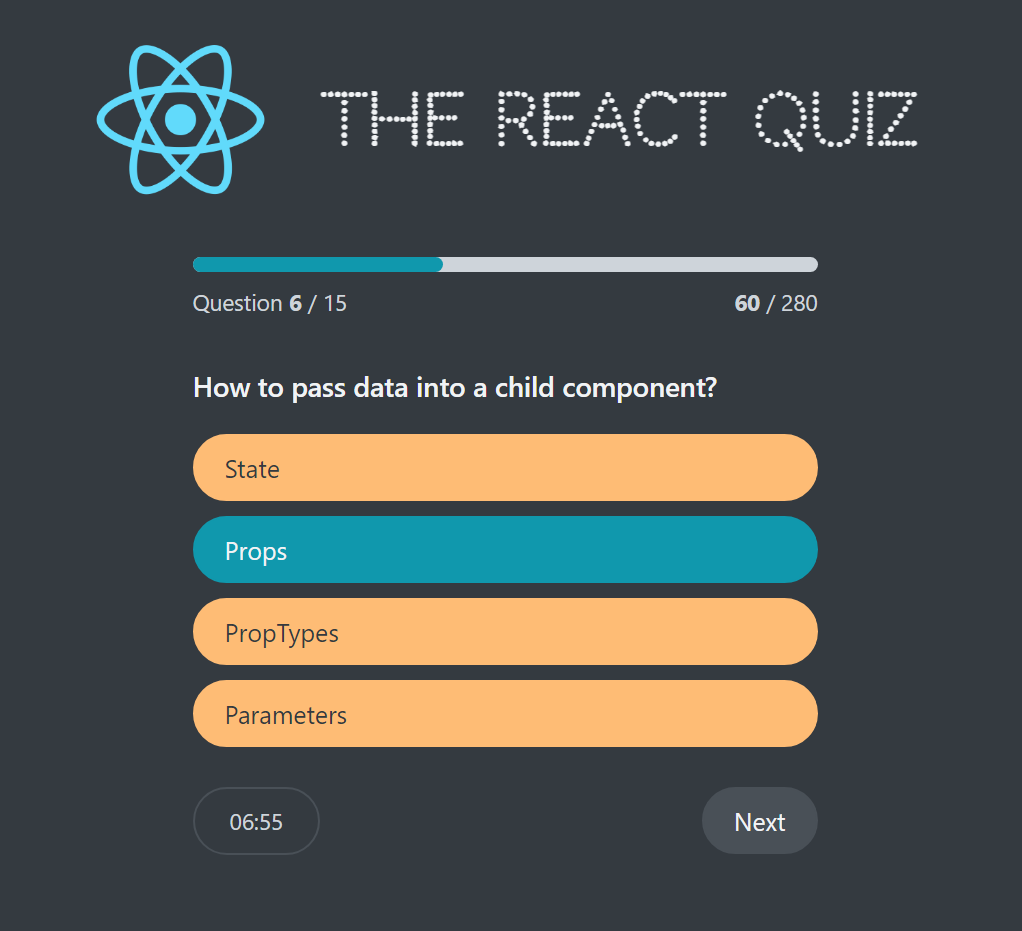 THE REACT QUIZ
Question 6 / 15
60 / 280
How to pass data into a child component?
State
Props
PropTypes
Parameters
06:55
Next